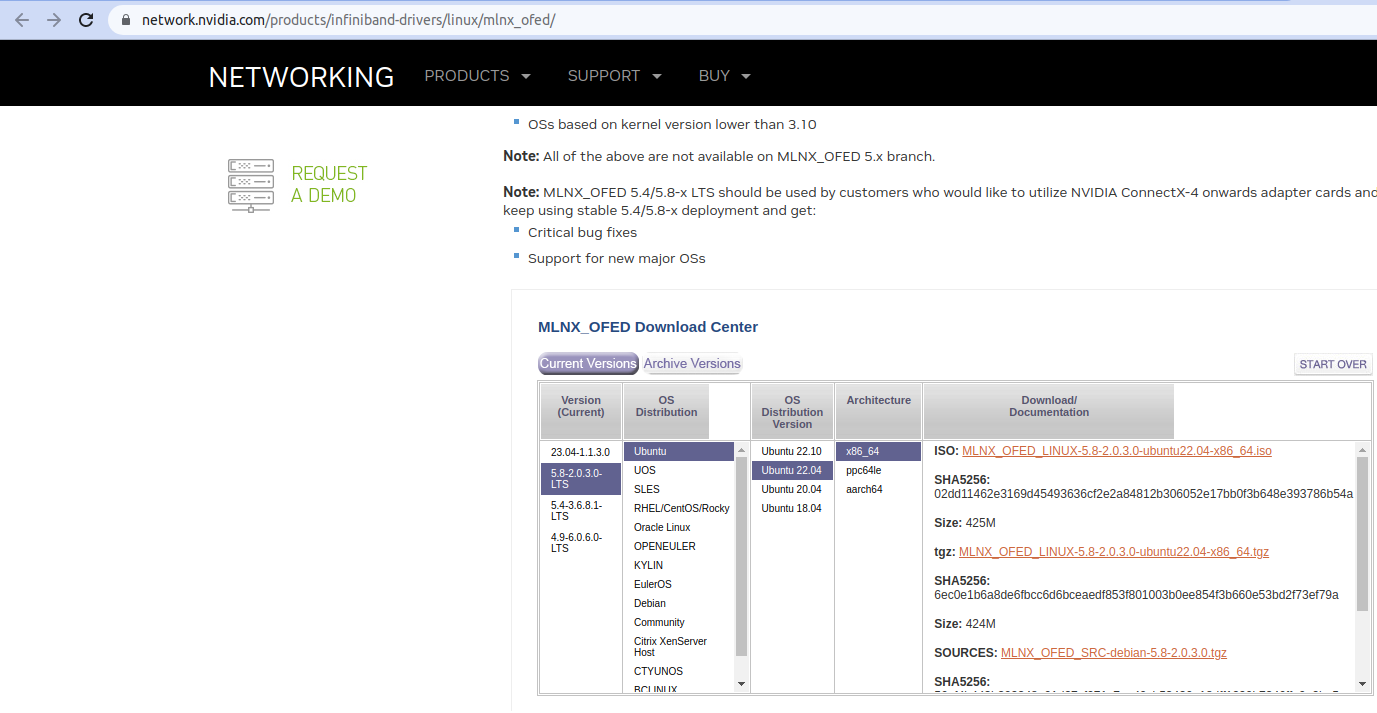 network.nvidia.com/products/infiniband-drivers/linux/mlnx_ofed/
NETWORKING PRODUCTS SUPPORT BUY
OSs based on kernel version lower than 3.10
Note: All of the above are not available on MLNX_OFED 5.x branch.
REQUEST
A DEMO
Note: MLNX_OFED 5.4/5.8-x LTS should be used by customers who would like to utilize NVIDIA ConnectX-4 onwards adapter cards and
keep using stable 5.4/5.8-x deployment and get:
Critical bug fixes
Support for new major OSs
MLNX_OFED Download Center
Current Versions Archive Versions START OVER
Version
(Current)
OS
Distribution
OS
Distribution
Version
Architecture
Download/
Documentation
23.04-1.1.3.0
5.8-2.0.3.0-
LTS
5.4-3.6.8.1-
LTS
4.9-6.0.6.0-
LTS
Ubuntu
UOS
SLES
RHEL/CentOS/Rocky
Oracle Linux
OPENEULER
KYLIN
EulerOS
Debian
Community
Citrix XenServer
Host
CTYUNOS
BCLINUX
Ubuntu 22.10
Ubuntu 22.04
Ubuntu 20.04
Ubuntu 18.04
x86_64
ppc64le
aarch64
ISO: MLNX_OFED_LINUX-5.8-2.0.3.0-ubuntu22.04-x86_64.iso
SHA5256:
02dd11462e3169d45493636cf2e2a84812b306052e17bb0f3b648e393786b54a
Size: 425M
tgz: MLNX_OFED_LINUX-5.8-2.0.3.0-ubuntu22.04-x86_64.tgz
SHA5256:
6ec0e1b6a8de6fbcc6d6bceaedf853f801003b0ee854f3b660e53bd2f73ef79a
Size: 424M
SOURCES: MLNX_OFED_SRC-debian-5.8-2.0.3.0.tgz
SHA5256: